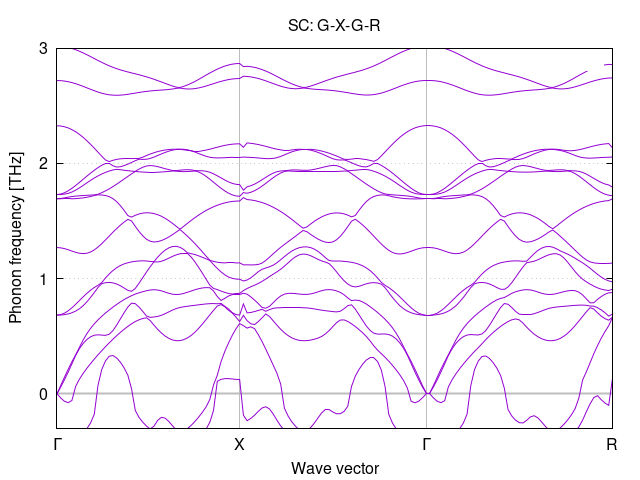 SC: G-X-G-R
3
2
1
0
Phonon frequency [THz]
Γ X Γ R
Wave vector